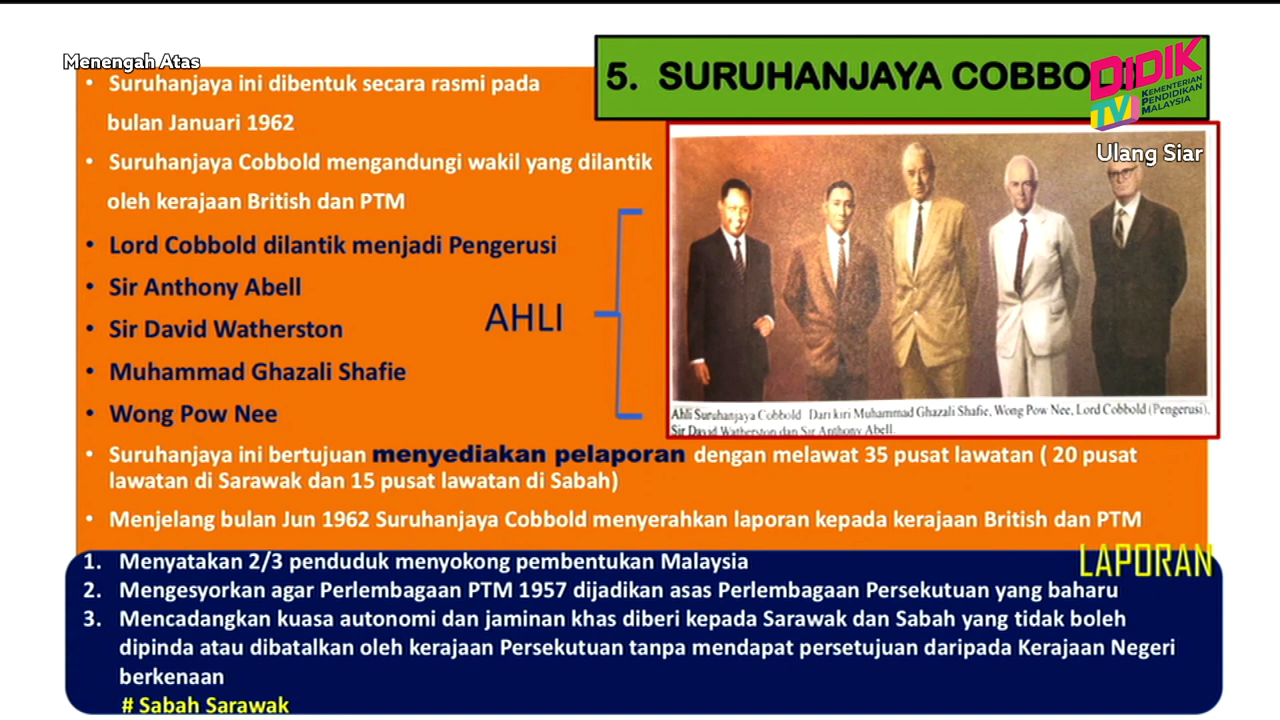 Menengah Atas
5. SURUHANJAYA COBBO
DIDIK
TV
KEMENTERIAN
PENDIDIKAN
MALAYSIA
Ulang Siar
• Suruhanjaya ini dibentuk secara rasmi pada
bulan Januari 1962
• Suruhanjaya Cobbold mengandungi wakil yang dilantik
oleh kerajaan British dan PTM
• Lord Cobbold dilantik menjadi Pengerusi
• Sir Anthony Abell
• Sir David Watherston
• Muhammad Ghazali Shafie
• Wong Pow Nee
AHLI
Ahli Suruhanjaya Cobbold Dari kiri Muhammad Ghazali Shafie, Wong Pow Nee, Lord Cobbold (Pengerusi),
Sir David Watherston dan Sir Anthony Abell.
• Suruhanjaya ini bertujuan menyediakan pelaporan dengan melawat 35 pusat lawatan ( 20 pusat
lawatan di Sarawak dan 15 pusat lawatan di Sabah)
• Menjelang bulan Jun 1962 Suruhanjaya Cobbold menyerahkan laporan kepada kerajaan British dan PTM
LAPORAN
1. Menyatakan 2/3 penduduk menyokong pembentukan Malaysia
2. Mengesyorkan agar Perlembagaan PTM 1957 dijadikan asas Perlembagaan Persekutuan yang baharu
3. Mencadangkan kuasa autonomi dan jaminan khas diberi kepada Sarawak dan Sabah yang tidak boleh
dipinda atau dibatalkan oleh kerajaan Persekutuan tanpa mendapat persetujuan daripada Kerajaan Negeri
berkenaan
# Sabah Sarawak